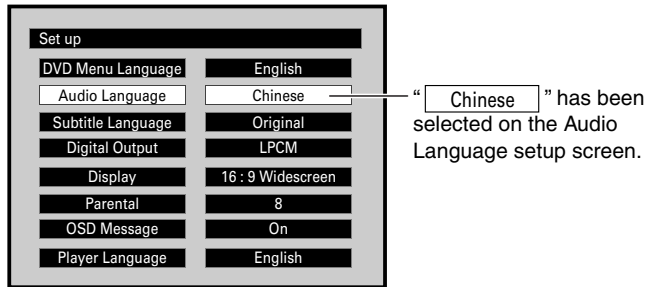 Set up
DVD Menu Language English
Audio Language Chinese
Subtitle Language Original
Digital Output LPCM
Display 16 : 9 Widescreen
Parental 8
OSD Message On
Player Language English
“ Chinese ” has been
selected on the Audio
Language setup screen.